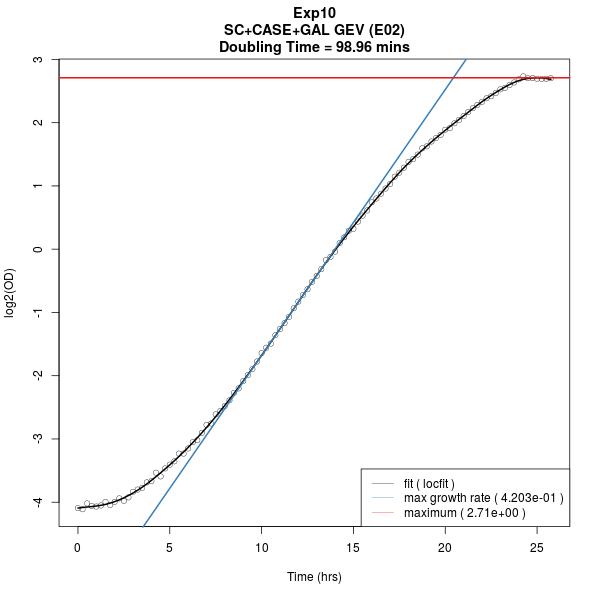 Exp10
SC+CASE+GAL GEV (E02)
Doubling Time = 98.96 mins
3
2
1
0
-1
-2
-3
-4
log2(OD)
fit ( locfit )
max growth rate ( 4.203e-01 )
maximum ( 2.71e+00 )
0 5 10 15 20 25
Time (hrs)